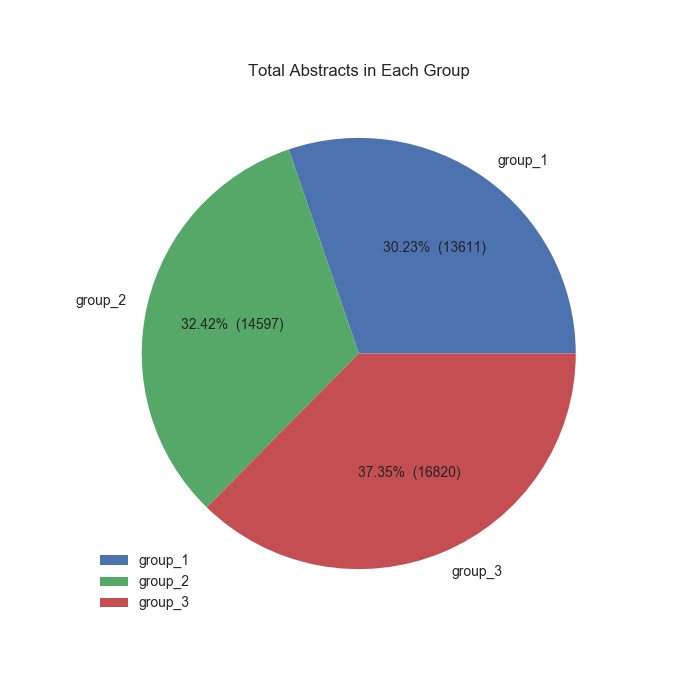 Total Abstracts in Each Group
group_1
30.23%  (13611)
group_2
32.42%  (14597)
37.35%  (16820)
group_3
group_1
group_2
group_3